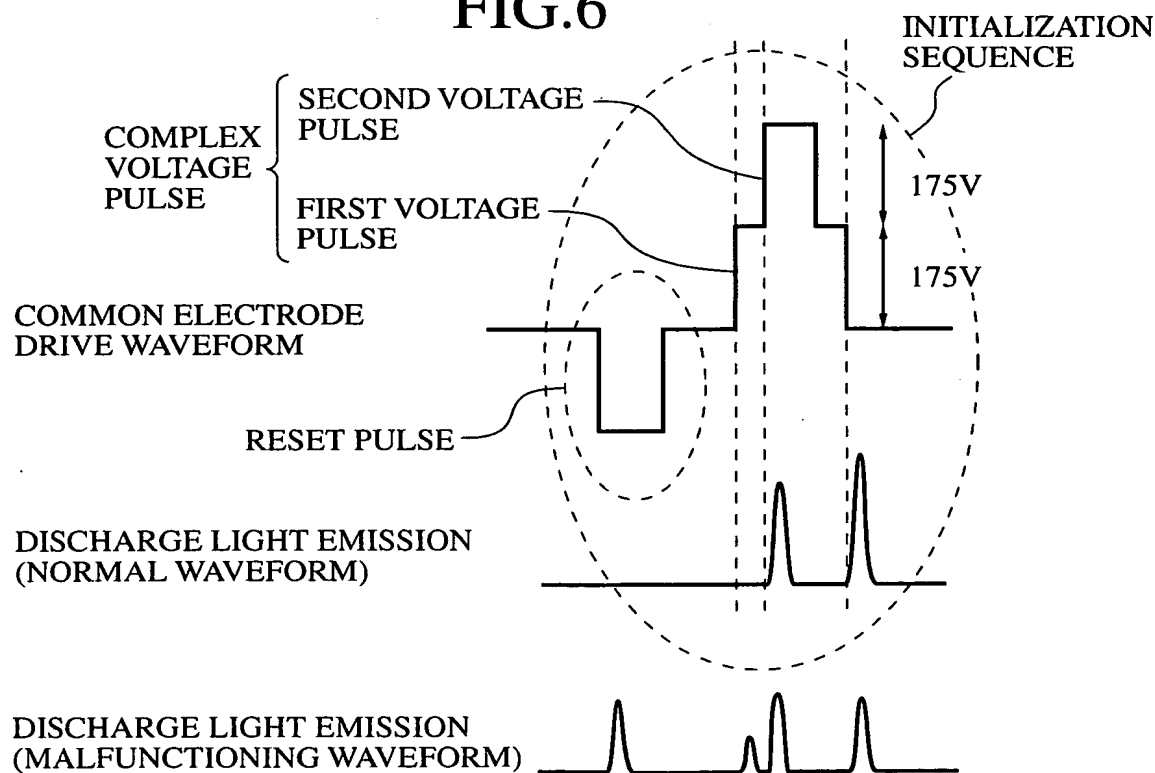 FIG.6
INITIALIZATION
SEQUENCE
SECOND VOLTAGE
PULSE
COMPLEX
VOLTAGE
PULSE
FIRST VOLTAGE
PULSE
175V
175V
COMMON ELECTRODE
DRIVE WAVEFORM
RESET PULSE
DISCHARGE LIGHT EMISSION
(NORMAL WAVEFORM)
DISCHARGE LIGHT EMISSION
(MALFUNCTIONING WAVEFORM)